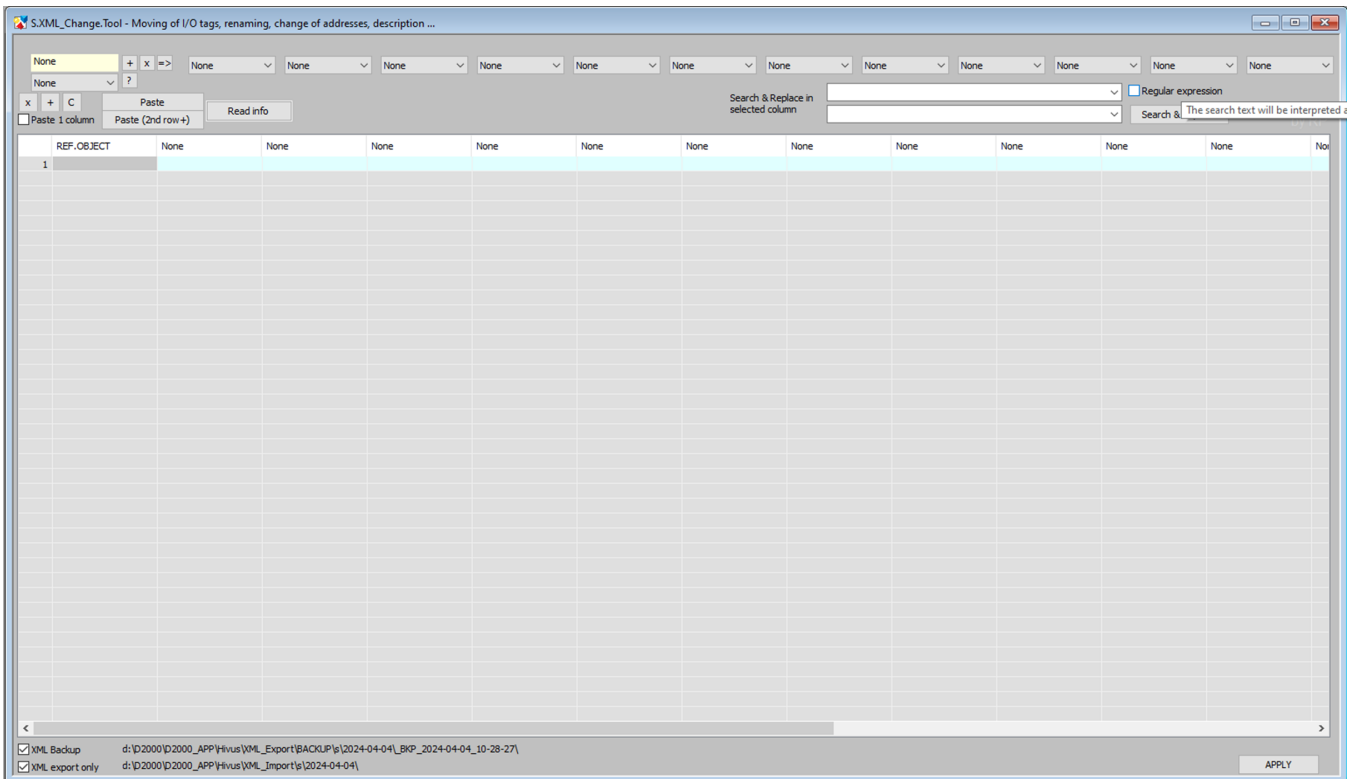 S.XML_Change.Tool - Moving of I/O tags, renaming, change of addresses, description ...
None + x => None None None None None None None None None None None None
None ?
x + C Paste Read info Search & Replace in Regular expression
Paste 1 column Paste (2nd row+) selected column Search & The search text will be interpreted a
REF.OBJECT None None None None None None None None None None None
1
XML Backup d:\D2000\D2000_APP\Hivus\XML_Export\BACKUP\s\2024-04-04\_BKP_2024-04-04_10-28-27\
XML export only d:\D2000\D2000_APP\Hivus\XML_Import\s\2024-04-04\
APPLY